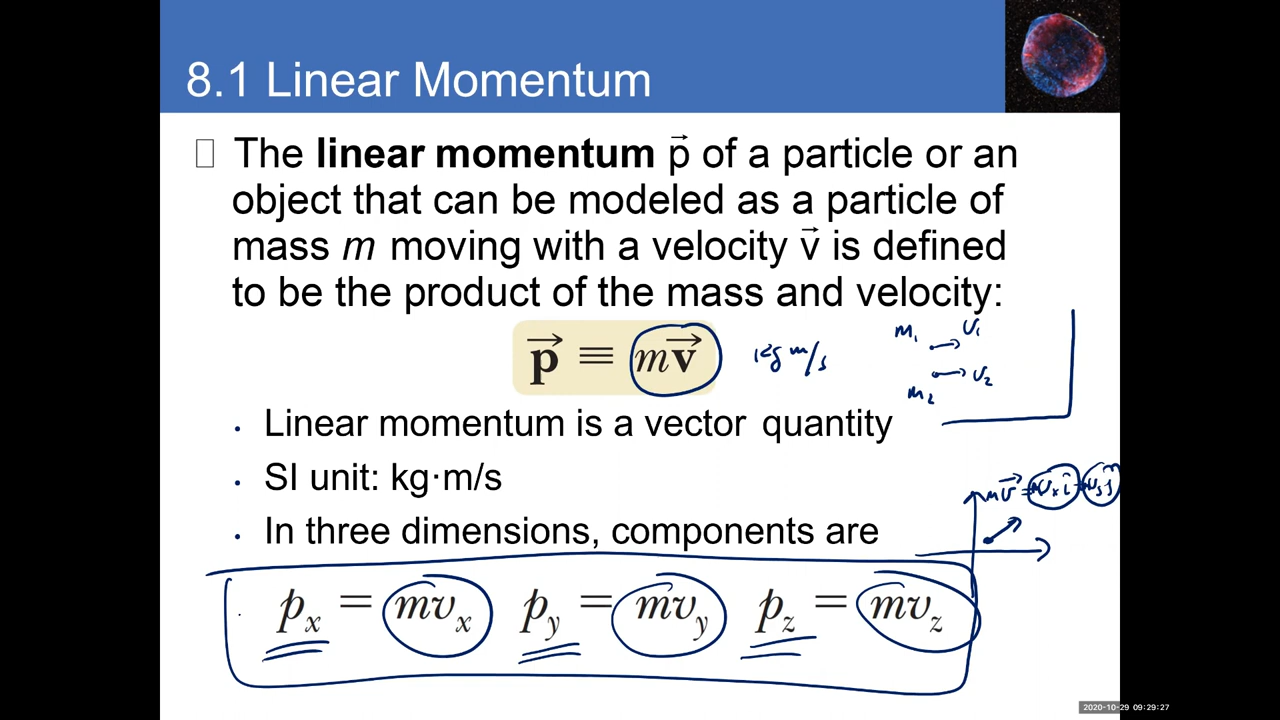 8.1 Linear Momentum
The linear momentum p⃗ of a particle or an
object that can be modeled as a particle of
mass m moving with a velocity v⃗ is defined
to be the product of the mass and velocity:
p⃗ ≡ mv⃗
kg m/s
m₁ v₁
v₂
m₂
• Linear momentum is a vector quantity
• SI unit: kg·m/s
• In three dimensions, components are
pₓ = mvₓ p_y = mv_y p_z = mv_z
2020-10-29 09:29:27